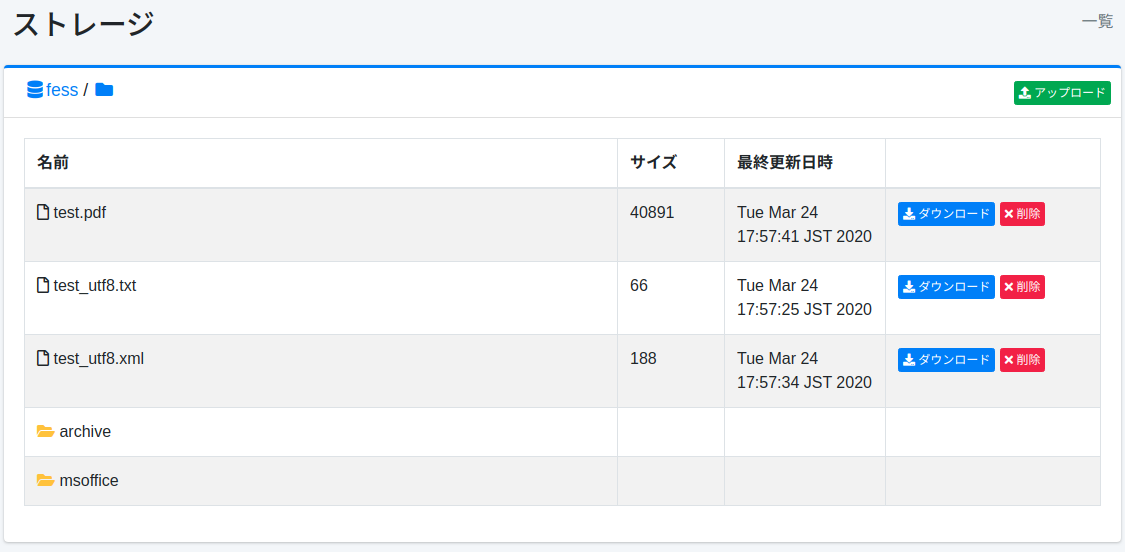 ストレージ
一覧
fess /
アップロード
名前 サイズ 最終更新日時
test.pdf 40891 Tue Mar 24 ダウンロード 削除
17:57:41 JST 2020
test_utf8.txt 66 Tue Mar 24 ダウンロード 削除
17:57:25 JST 2020
test_utf8.xml 188 Tue Mar 24 ダウンロード 削除
17:57:34 JST 2020
archive
msoffice